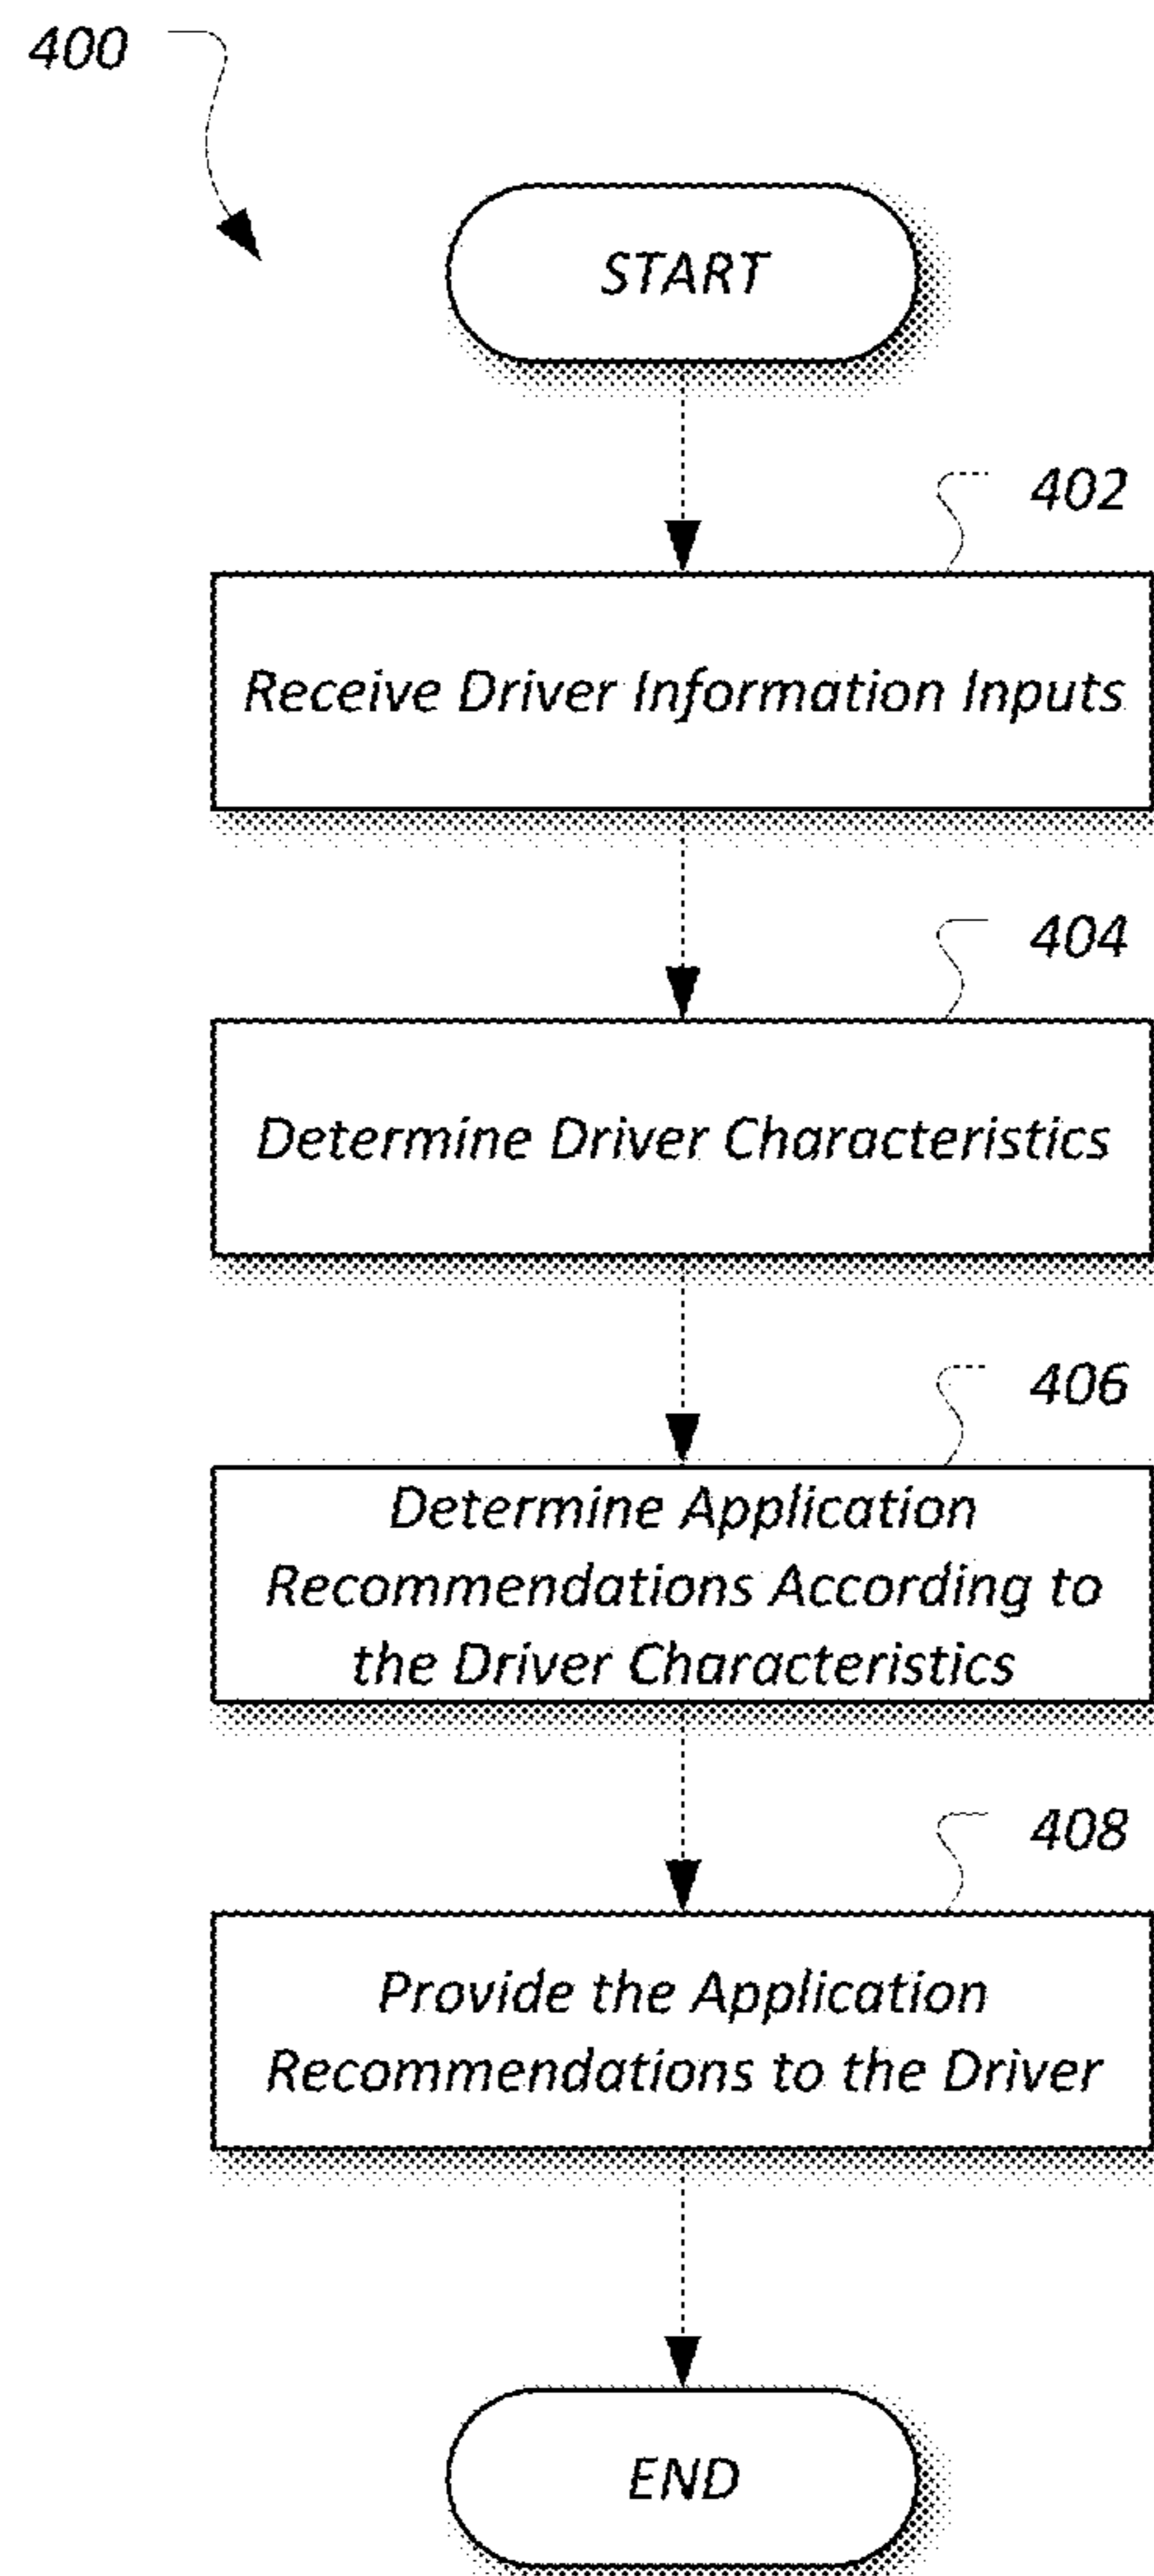 400
START
402
Receive Driver Information Inputs
404
Determine Driver Characteristics
406
Determine Application
Recommendations According to
the Driver Characteristics
408
Provide the Application
Recommendations to the Driver
END